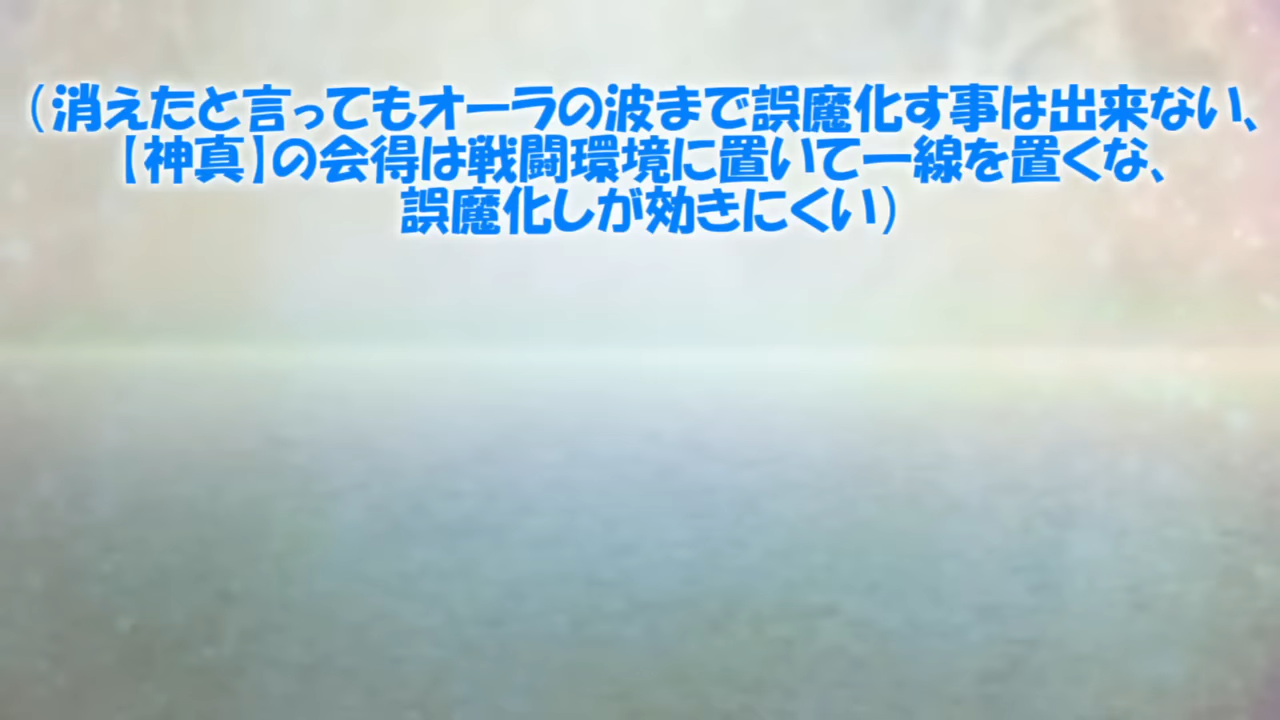 （消えたと言ってもオーラの波まで誤魔化す事は出来ない、
【神真】の会得は戦闘環境に置いて一線を置くな、
誤魔化しが効きにくい）